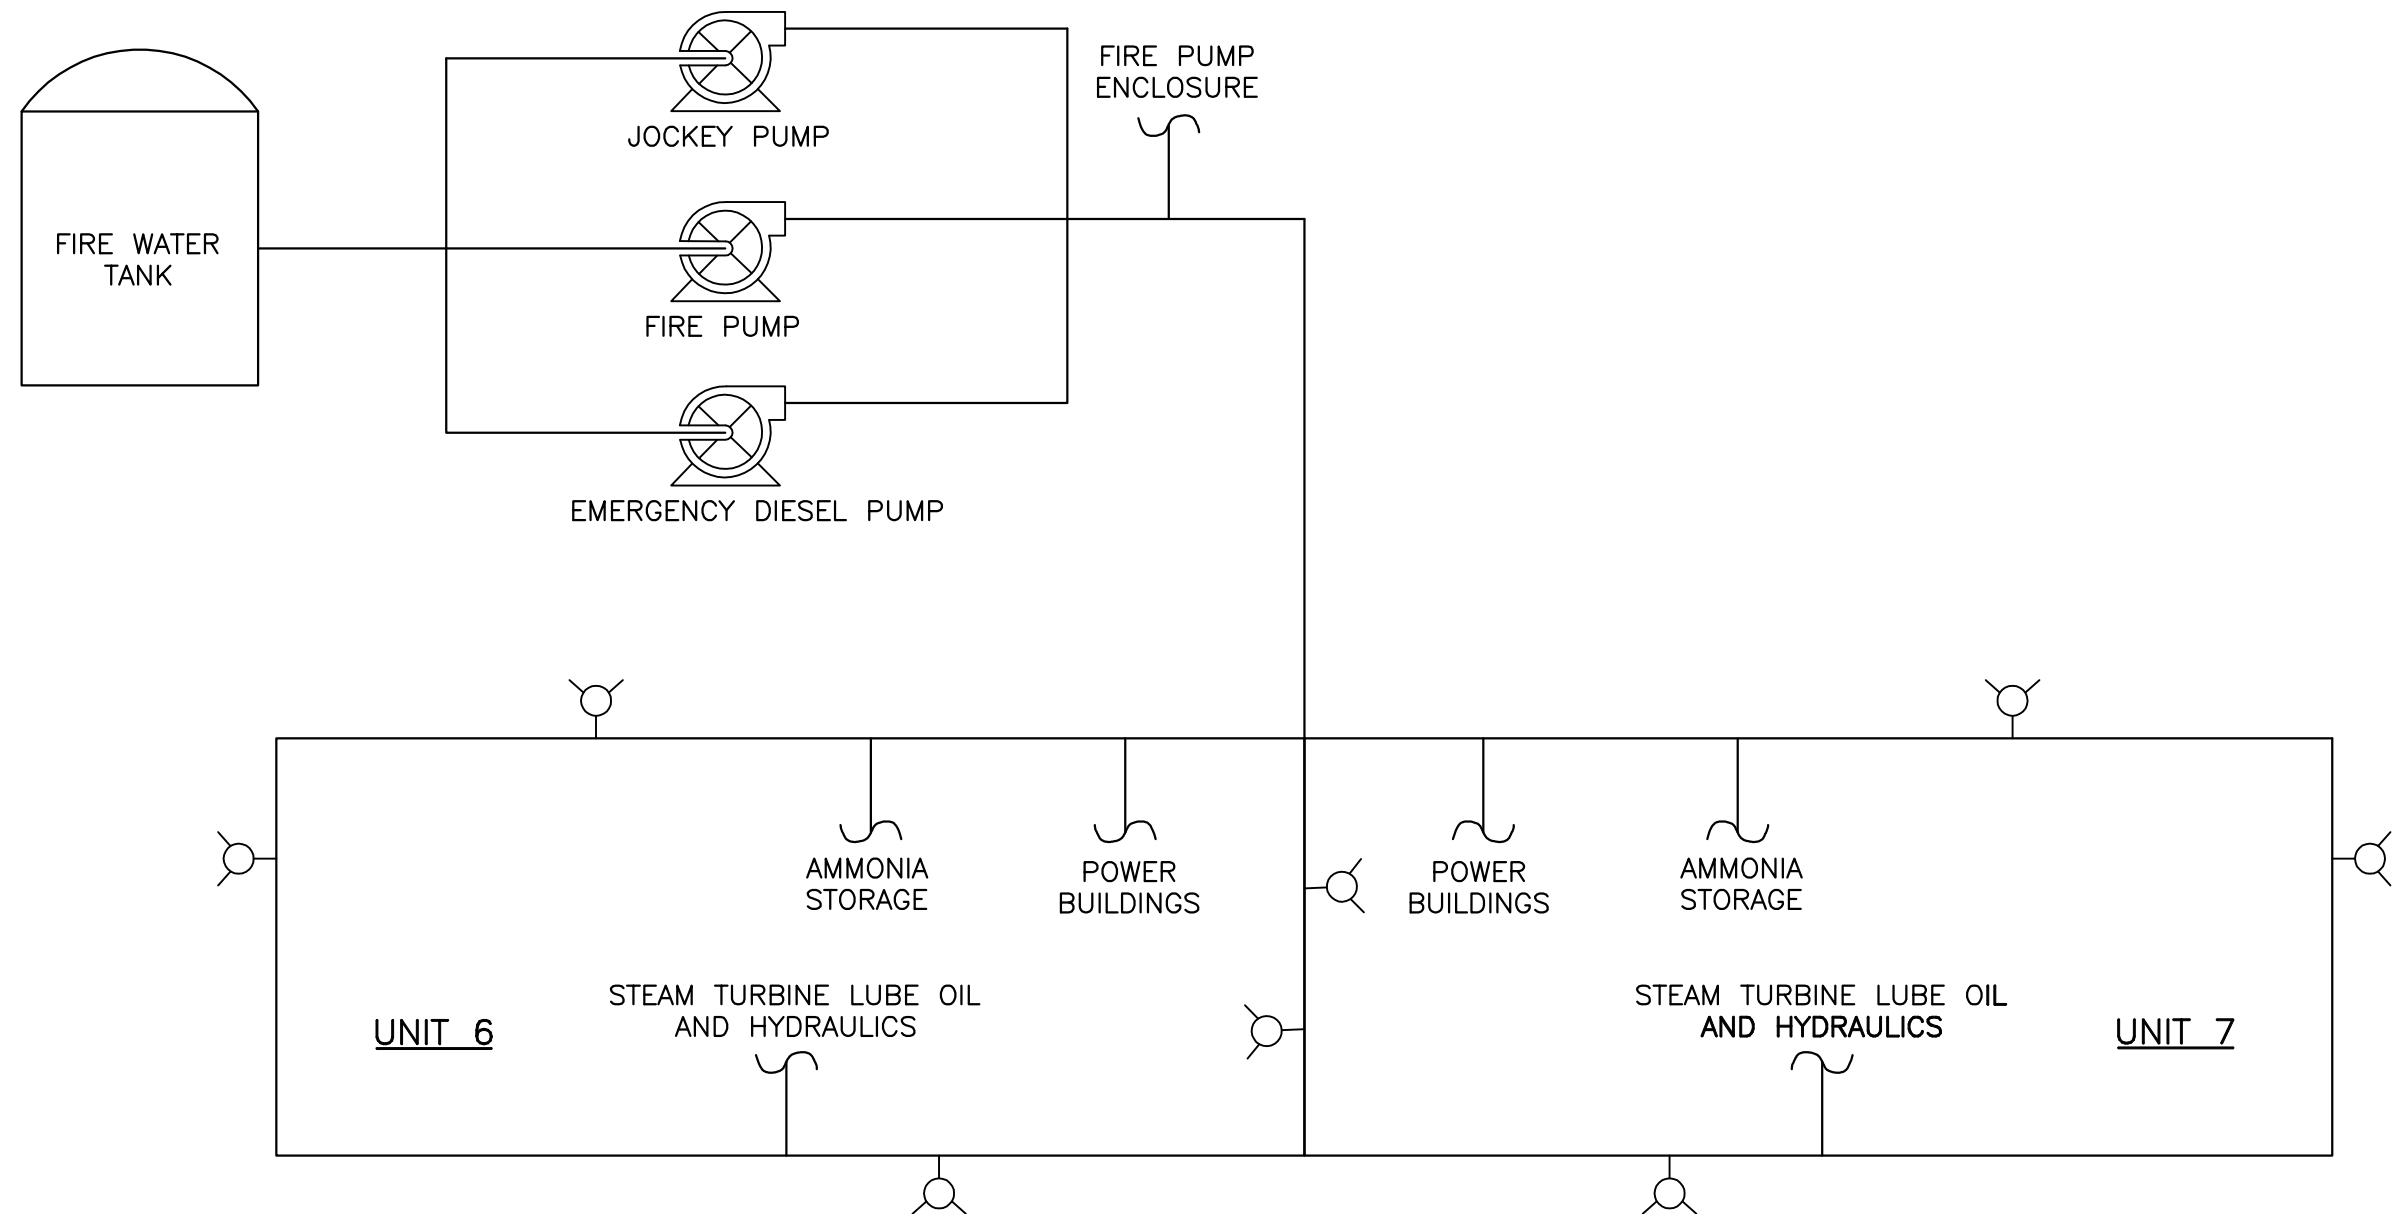 FIRE PUMP
ENCLOSURE
JOCKEY PUMP
FIRE WATER
TANK
FIRE PUMP
EMERGENCY DIESEL PUMP
AMMONIA
STORAGE
POWER
BUILDINGS
POWER
BUILDINGS
AMMONIA
STORAGE
STEAM TURBINE LUBE OIL
AND HYDRAULICS
UNIT 6
STEAM TURBINE LUBE OIL
AND HYDRAULICS
UNIT 7